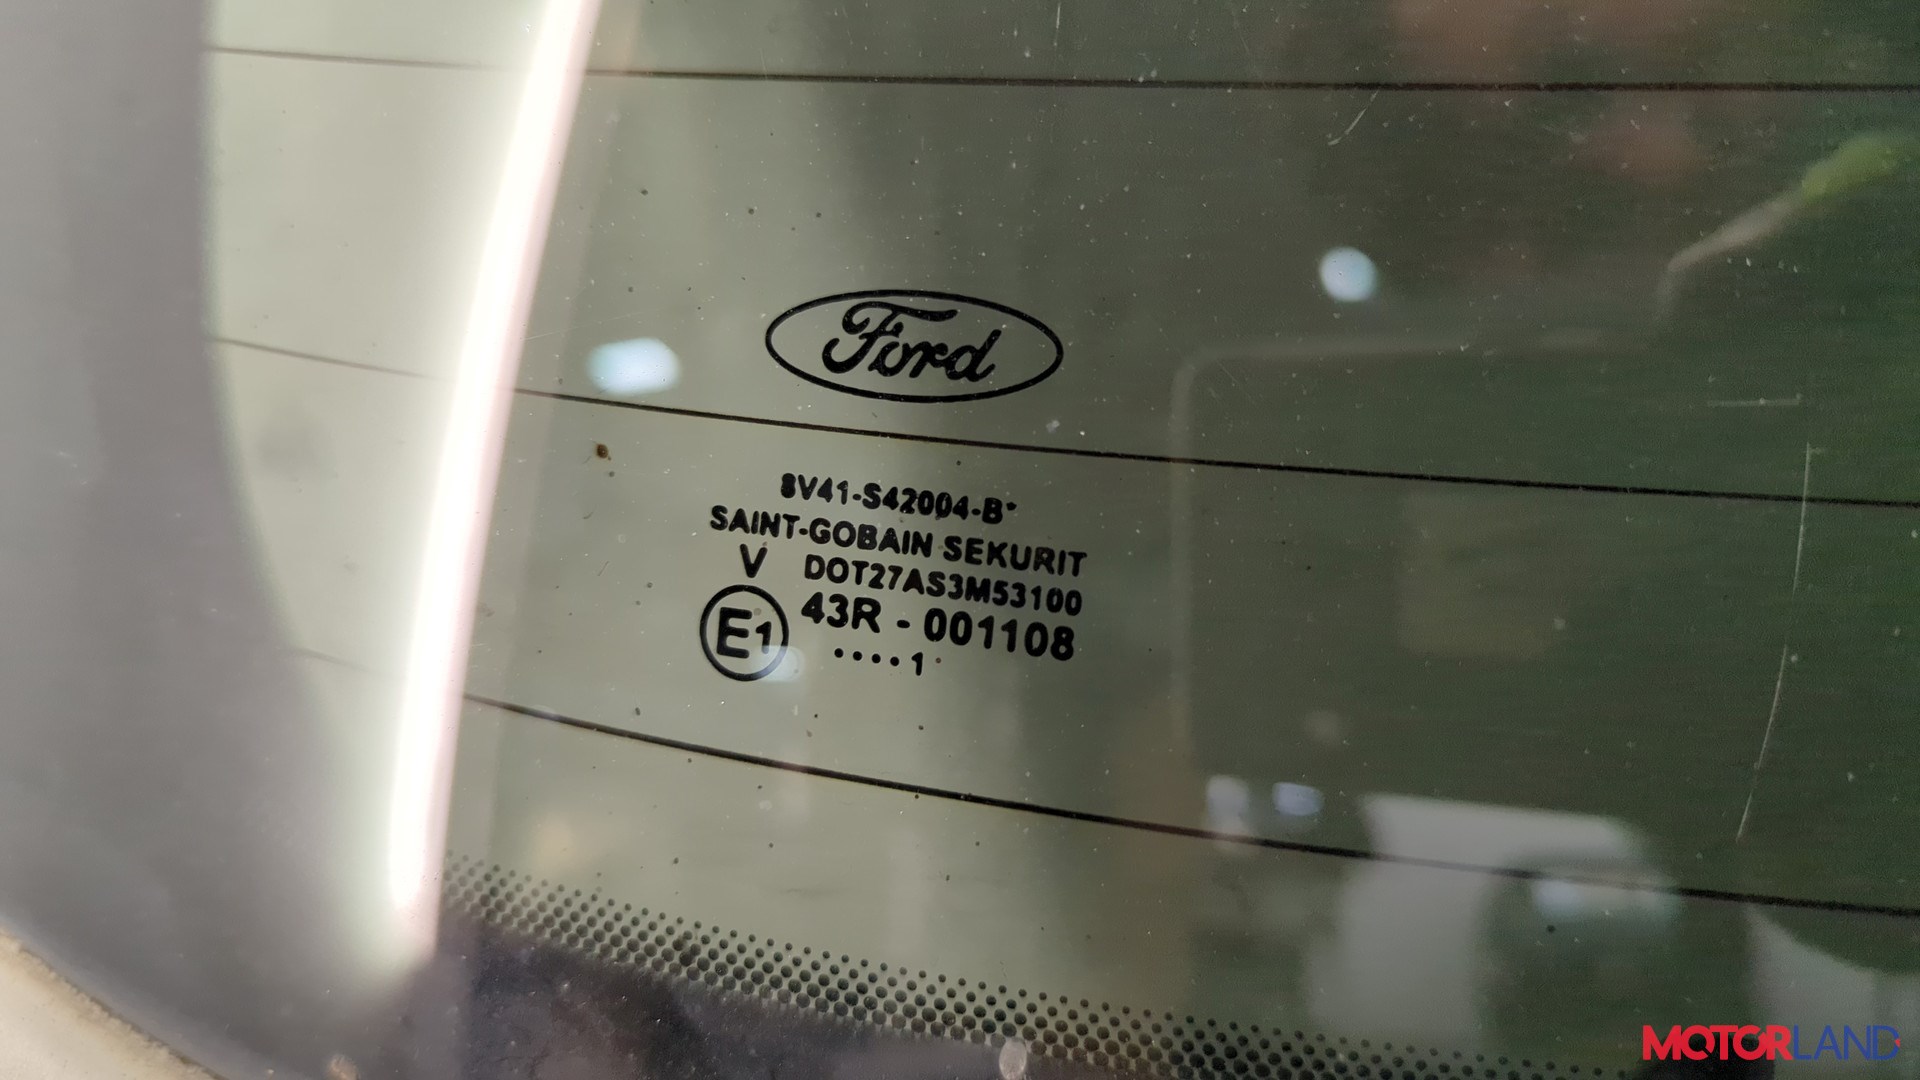 Ford
8V41-S42004-B*
SAINT-GOBAIN SEKURIT
V DOT27AS3M53100
E1 43R - 001108
....1
MOTORLAND